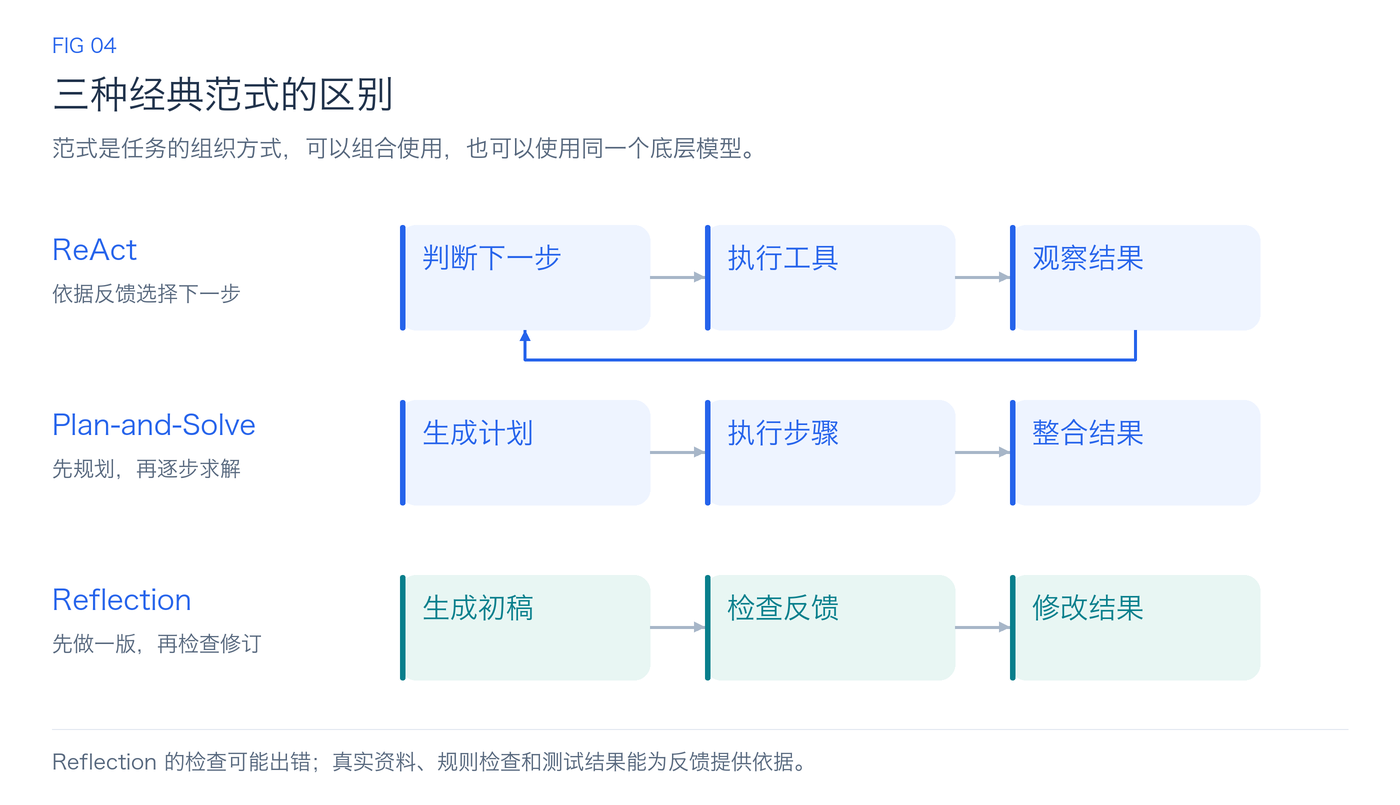 FIG 04
三种经典范式的区别
范式是任务的组织方式，可以组合使用，也可以使用同一个底层模型。
ReAct
依据反馈选择下一步
判断下一步
执行工具
观察结果
Plan-and-Solve
先规划，再逐步求解
生成计划
执行步骤
整合结果
Reflection
先做一版，再检查修订
生成初稿
检查反馈
修改结果
Reflection 的检查可能出错；真实资料、规则检查和测试结果能为反馈提供依据。